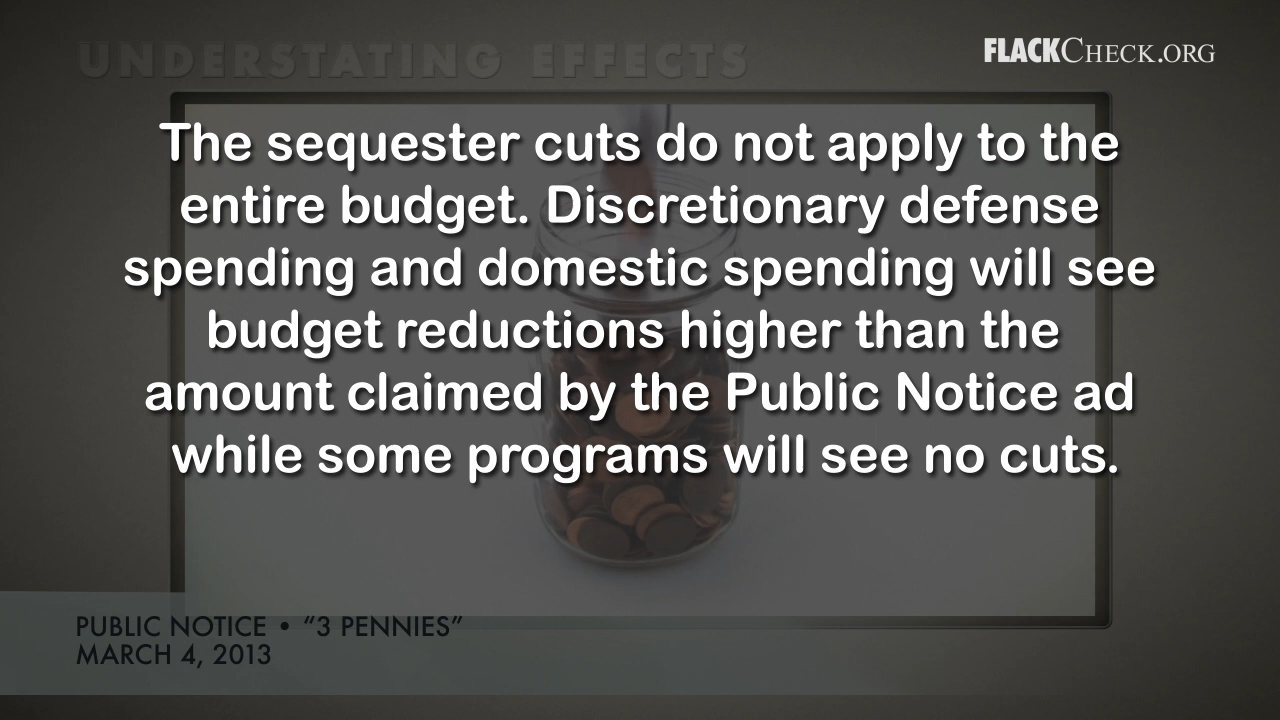 UNDERSTATING EFFECTS
FLACKCHECK.ORG
The sequester cuts do not apply to the
entire budget. Discretionary defense
spending and domestic spending will see
budget reductions higher than the
amount claimed by the Public Notice ad
while some programs will see no cuts.
PUBLIC NOTICE • “3 PENNIES”
MARCH 4, 2013